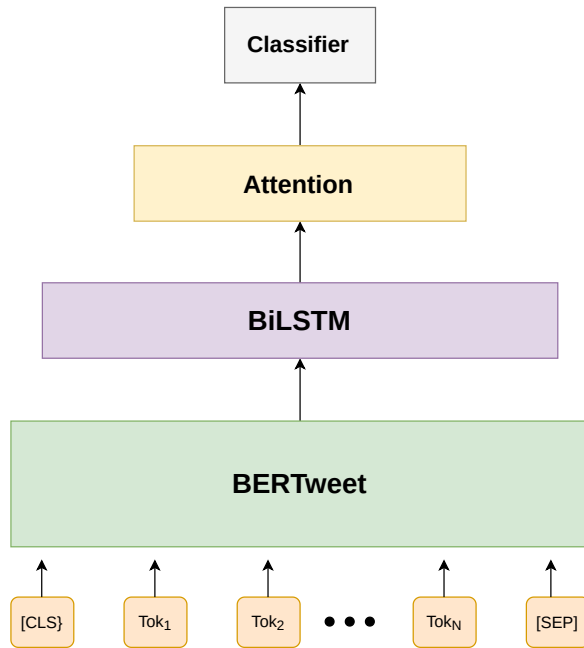 Classifier
Attention
BiLSTM
BERTweet
[CLS} Tok1 Tok2 ••• TokN [SEP]